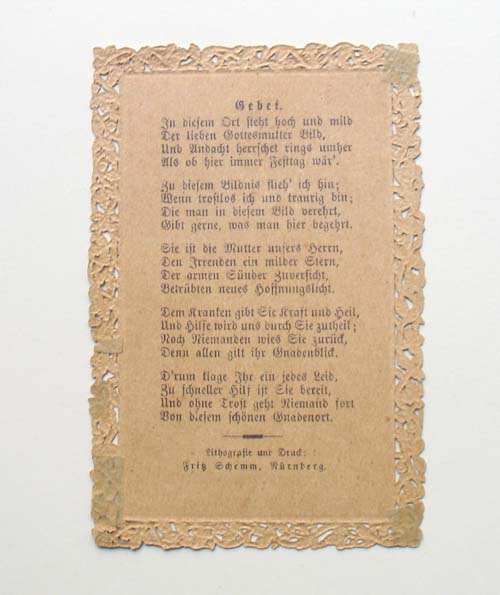 Gebet.
In diesem Ort steht hoch und mild
Der lieben Gottesmutter Bild,
Und Andacht herrschet rings umher
Als ob hier immer Festtag wär'.
Zu diesem Bildnis flieh' ich hin;
Wenn trostlos ich und traurig bin;
Die man in diesem Bild verehrt,
Gibt gerne, was man hier begehrt.
Sie ist die Mutter unsers Herrn,
Den Irrenden ein milder Stern,
Der armen Sünder Zuversicht,
Betrübten neues Hoffnungslicht.
Dem Kranken gibt Sie Kraft und Heil,
Und Hilfe wird uns durch Sie zutheil;
Noch Niemanden wies Sie zurück,
Denn allen gilt ihr Gnadenblick.
D'rum klage Ihr ein jedes Leid,
Zu schneller Hilf ist Sie bereit,
Und ohne Trost geht Niemand fort
Von diesem schönen Gnadenort.
Lithografie und Druck:
Fritz Schemm, Nürnberg.